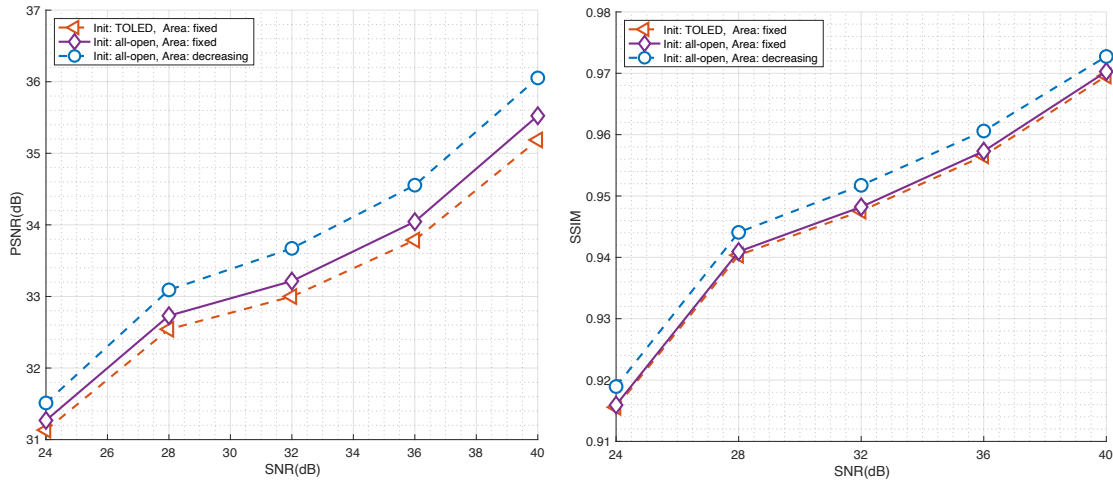 37
36
35
34
33
32
31
PSNR(dB)
Init: TOLED, Area: fixed
Init: all-open, Area: fixed
Init: all-open, Area: decreasing
24 26 28 30 32 34 36 38 40
SNR(dB)
0.98
0.97
0.96
0.95
0.94
0.93
0.92
0.91
SSIM
Init: TOLED, Area: fixed
Init: all-open, Area: fixed
Init: all-open, Area: decreasing
24 28 32 36 40
SNR(dB)